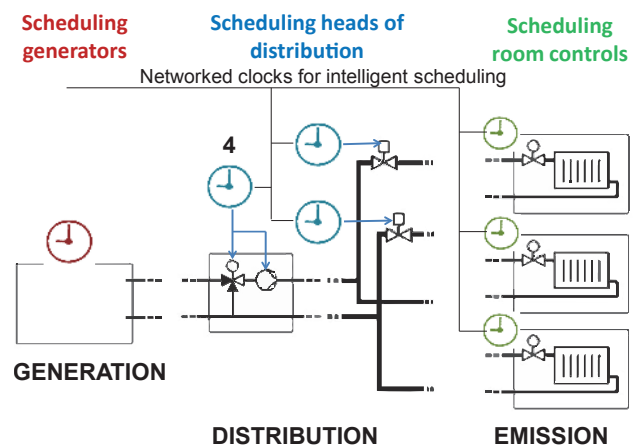 Scheduling
generators
Scheduling heads of
distribution
Scheduling
room controls
Networked clocks for intelligent scheduling
4
GENERATION
DISTRIBUTION
EMISSION